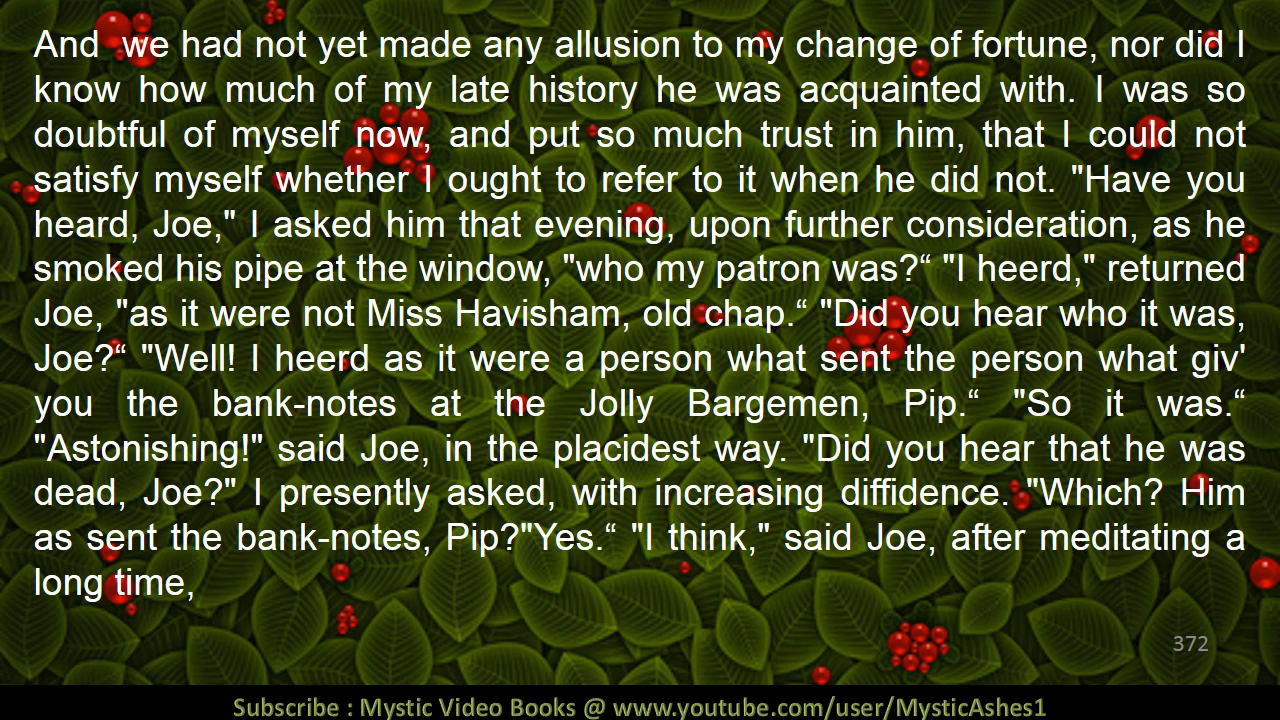 And  we had not yet made any allusion to my change of fortune, nor did I
know how much of my late history he was acquainted with. I was so
doubtful of myself now, and put so much trust in him, that I could not
satisfy myself whether I ought to refer to it when he did not. "Have you
heard, Joe," I asked him that evening, upon further consideration, as he
smoked his pipe at the window, "who my patron was?“ "I heerd," returned
Joe, "as it were not Miss Havisham, old chap.“ "Did you hear who it was,
Joe?“ "Well! I heerd as it were a person what sent the person what giv'
you the bank-notes at the Jolly Bargemen, Pip.“ "So it was.“
"Astonishing!" said Joe, in the placidest way. "Did you hear that he was
dead, Joe?" I presently asked, with increasing diffidence. "Which? Him
as sent the bank-notes, Pip?"Yes.“ "I think," said Joe, after meditating a
long time,
372
Subscribe : Mystic Video Books @ www.youtube.com/user/MysticAshes1